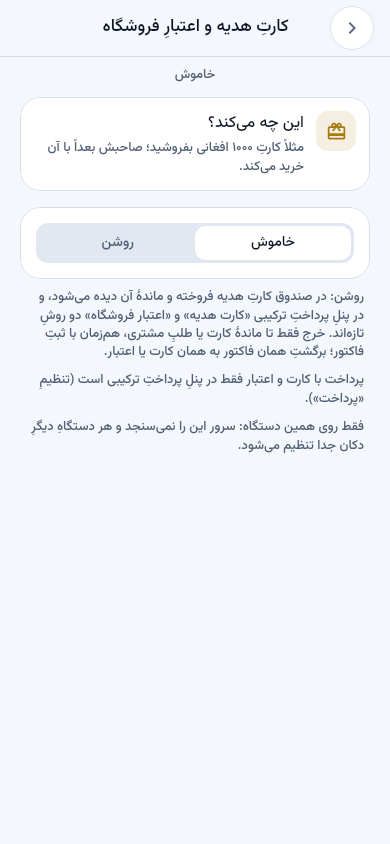 کارتِ هدیه و اعتبارِ فروشگاه
خاموش
این چه می‌کند؟
مثلاً کارتِ ۱۰۰۰ افغانی بفروشید؛ صاحبش بعداً با آن
خرید می‌کند.
خاموش
روشن
روشن: در صندوق کارتِ هدیه فروخته و ماندهٔ آن دیده می‌شود، و
در پنلِ پرداختِ ترکیبی «کارت هدیه» و «اعتبار فروشگاه» دو روشِ
تازه‌اند. خرج فقط تا ماندهٔ کارت یا طلبِ مشتری، هم‌زمان با ثبتِ
فاکتور؛ برگشتِ همان فاکتور به همان کارت یا اعتبار.
پرداخت با کارت و اعتبار فقط در پنلِ پرداختِ ترکیبی است (تنظیمِ
«پرداخت»).
فقط روی همین دستگاه: سرور این را نمی‌سنجد و هر دستگاهِ دیگرِ
دکان جدا تنظیم می‌شود.